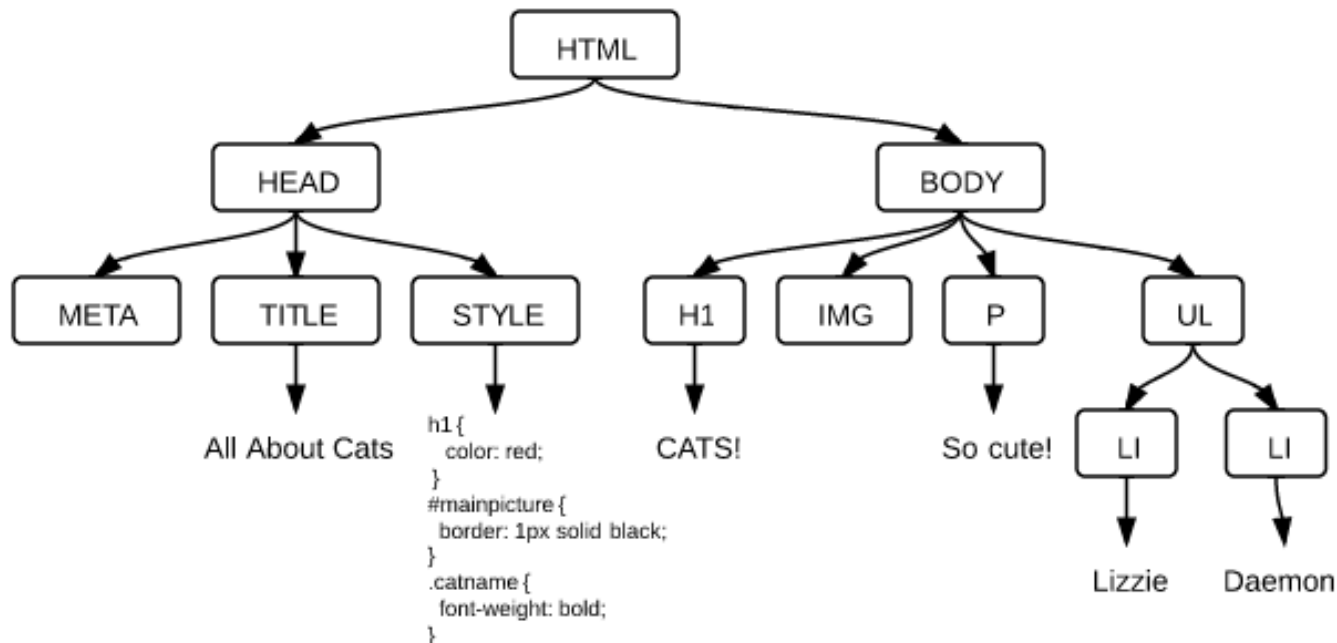 HTML
HEAD
BODY
META
TITLE
STYLE
H1
IMG
P
UL
All About Cats
h1 {
color: red;
}
#mainpicture {
border: 1px solid black;
}
.catname {
font-weight: bold;
}
CATS!
So cute!
LI
LI
Lizzie
Daemon